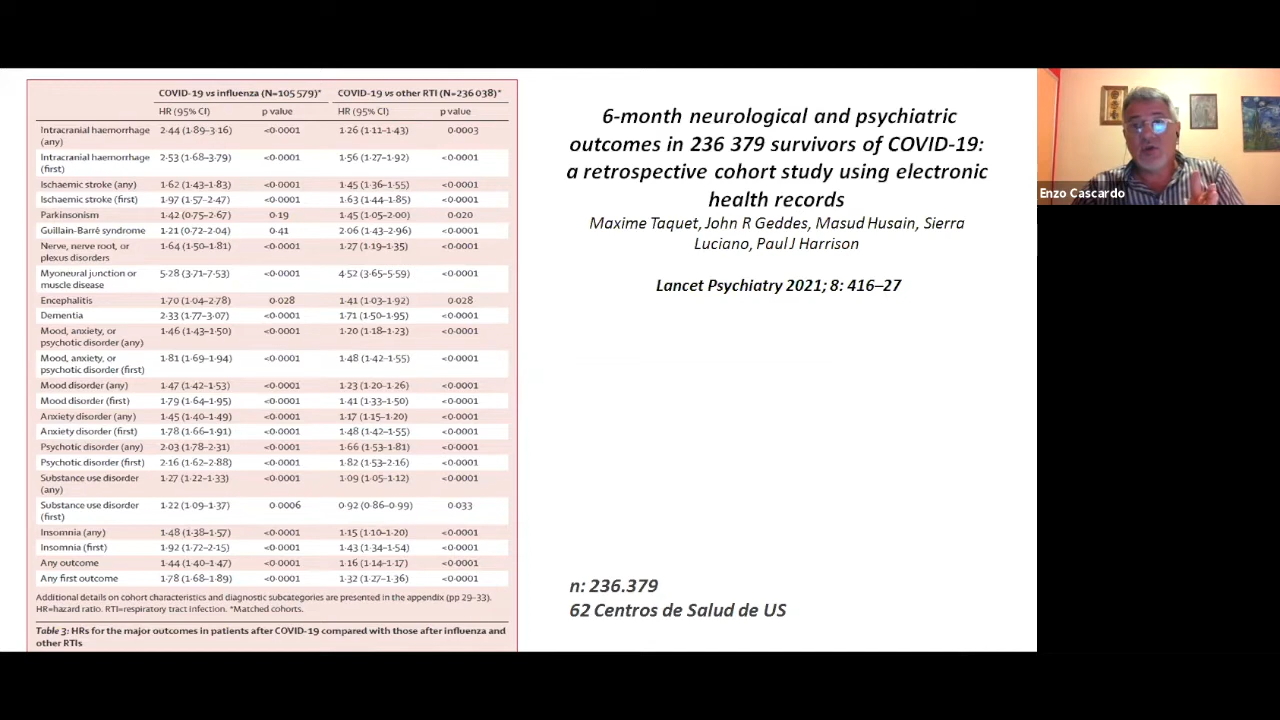 COVID-19 vs influenza (N=105 579)* COVID-19 vs other RTI (N=236 038)*
HR (95% CI) p value HR (95% CI) p value
Intracranial haemorrhage (any) 2·44 (1·89–3·16) <0·0001 1·26 (1·11–1·43) 0·0003
Intracranial haemorrhage (first) 2·53 (1·68–3·79) <0·0001 1·56 (1·27–1·92) <0·0001
Ischaemic stroke (any) 1·62 (1·43–1·83) <0·0001 1·45 (1·36–1·55) <0·0001
Ischaemic stroke (first) 1·97 (1·57–2·47) <0·0001 1·63 (1·44–1·85) <0·0001
Parkinsonism 1·42 (0·75–2·67) 0·19 1·45 (1·05–2·00) 0·020
Guillain-Barré syndrome 1·21 (0·72–2·04) 0·41 2·06 (1·43–2·96) <0·0001
Nerve, nerve root, or plexus disorders 1·64 (1·50–1·81) <0·0001 1·27 (1·19–1·35) <0·0001
Myoneural junction or muscle disease 5·28 (3·71–7·53) <0·0001 4·52 (3·65–5·59) <0·0001
Encephalitis 1·70 (1·04–2·78) 0·028 1·41 (1·03–1·92) 0·028
Dementia 2·33 (1·77–3·07) <0·0001 1·71 (1·50–1·95) <0·0001
Mood, anxiety, or psychotic disorder (any) 1·46 (1·43–1·50) <0·0001 1·20 (1·18–1·23) <0·0001
Mood, anxiety, or psychotic disorder (first) 1·81 (1·69–1·94) <0·0001 1·48 (1·42–1·55) <0·0001
Mood disorder (any) 1·47 (1·42–1·53) <0·0001 1·23 (1·20–1·26) <0·0001
Mood disorder (first) 1·79 (1·64–1·95) <0·0001 1·41 (1·33–1·50) <0·0001
Anxiety disorder (any) 1·45 (1·40–1·49) <0·0001 1·17 (1·15–1·20) <0·0001
Anxiety disorder (first) 1·78 (1·66–1·91) <0·0001 1·48 (1·42–1·55) <0·0001
Psychotic disorder (any) 2·03 (1·78–2·31) <0·0001 1·66 (1·53–1·81) <0·0001
Psychotic disorder (first) 2·16 (1·62–2·88) <0·0001 1·82 (1·53–2·16) <0·0001
Substance use disorder (any) 1·27 (1·22–1·33) <0·0001 1·09 (1·05–1·12) <0·0001
Substance use disorder (first) 1·22 (1·09–1·37) 0·0006 0·92 (0·86–0·99) 0·033
Insomnia (any) 1·48 (1·38–1·57) <0·0001 1·15 (1·10–1·20) <0·0001
Insomnia (first) 1·92 (1·72–2·15) <0·0001 1·43 (1·34–1·54) <0·0001
Any outcome 1·44 (1·40–1·47) <0·0001 1·16 (1·14–1·17) <0·0001
Any first outcome 1·78 (1·68–1·89) <0·0001 1·32 (1·27–1·36) <0·0001
Additional details on cohort characteristics and diagnostic subcategories are presented in the appendix (pp 29–33).
HR=hazard ratio. RTI=respiratory tract infection. *Matched cohorts.
Table 3: HRs for the major outcomes in patients after COVID-19 compared with those after influenza and
other RTIs
6-month neurological and psychiatric
outcomes in 236 379 survivors of COVID-19:
a retrospective cohort study using electronic
health records
Maxime Taquet, John R Geddes, Masud Husain, Sierra
Luciano, Paul J Harrison
Lancet Psychiatry 2021; 8: 416–27
n: 236.379
62 Centros de Salud de US
Enzo Cascardo